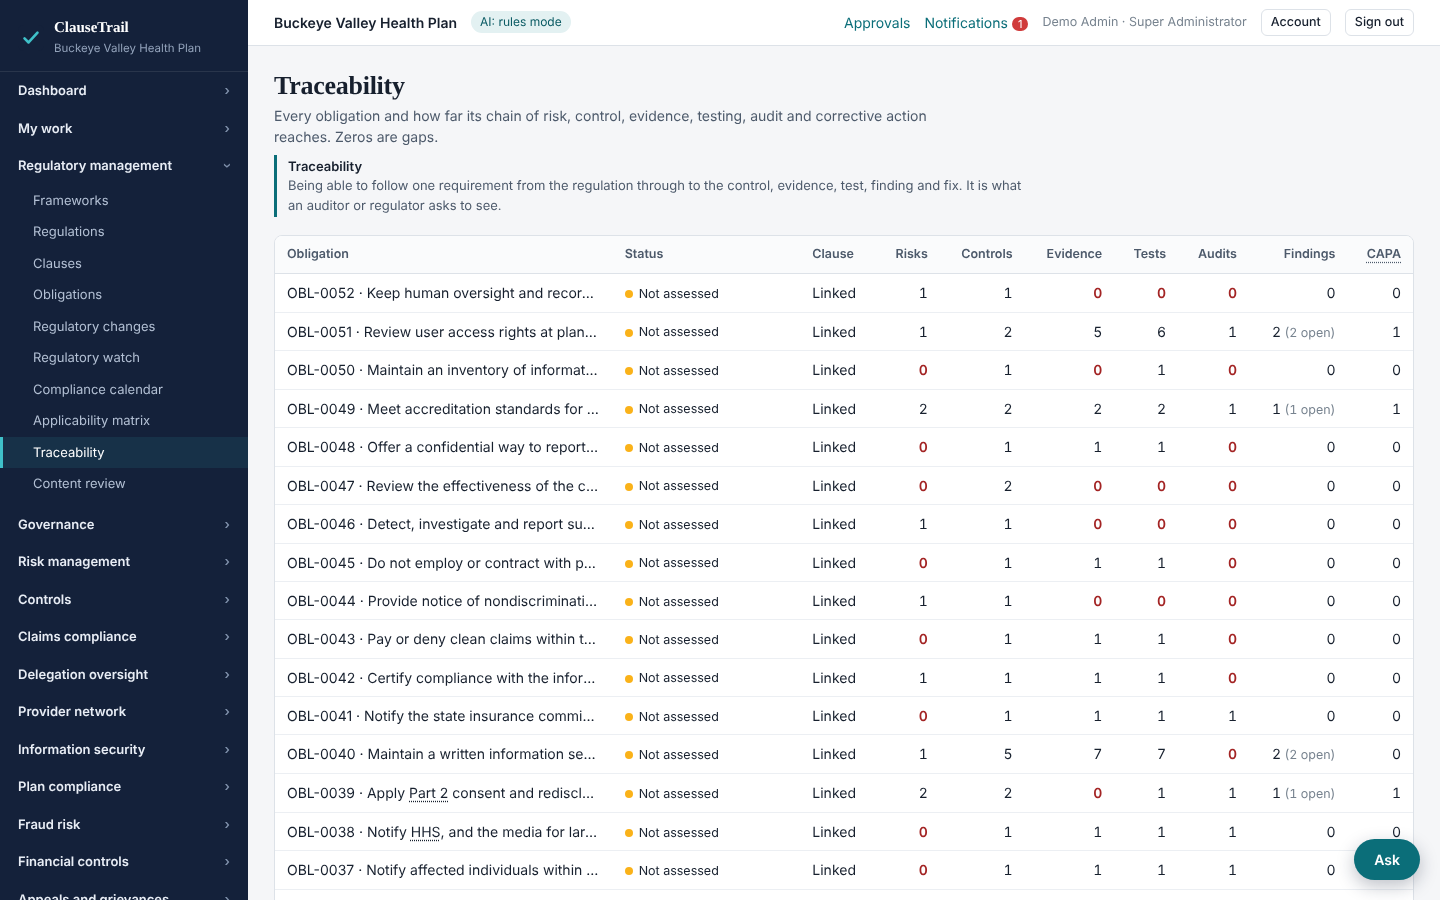 ClauseTrail
Buckeye Valley Health Plan
Dashboard
My work
Regulatory management
Frameworks
Regulations
Clauses
Obligations
Regulatory changes
Regulatory watch
Compliance calendar
Applicability matrix
Traceability
Content review
Governance
Risk management
Controls
Claims compliance
Delegation oversight
Provider network
Information security
Plan compliance
Fraud risk
Financial controls
Appeals and grievances
Buckeye Valley Health Plan AI: rules mode Approvals Notifications 1 Demo Admin · Super Administrator Account Sign out
Traceability
Every obligation and how far its chain of risk, control, evidence, testing, audit and corrective action
reaches. Zeros are gaps.
Traceability
Being able to follow one requirement from the regulation through to the control, evidence, test, finding and fix. It is what
an auditor or regulator asks to see.
Obligation Status Clause Risks Controls Evidence Tests Audits Findings CAPA
OBL-0052 · Keep human oversight and recor... Not assessed Linked 1 1 0 0 0 0 0
OBL-0051 · Review user access rights at plan... Not assessed Linked 1 2 5 6 1 2 (2 open) 1
OBL-0050 · Maintain an inventory of informat... Not assessed Linked 0 1 0 1 0 0 0
OBL-0049 · Meet accreditation standards for ... Not assessed Linked 2 2 2 2 1 1 (1 open) 1
OBL-0048 · Offer a confidential way to report... Not assessed Linked 0 1 1 1 0 0 0
OBL-0047 · Review the effectiveness of the c... Not assessed Linked 0 2 0 0 0 0 0
OBL-0046 · Detect, investigate and report su... Not assessed Linked 1 1 0 0 0 0 0
OBL-0045 · Do not employ or contract with p... Not assessed Linked 0 1 1 1 0 0 0
OBL-0044 · Provide notice of nondiscriminati... Not assessed Linked 1 1 0 0 0 0 0
OBL-0043 · Pay or deny clean claims within t... Not assessed Linked 0 1 1 1 0 0 0
OBL-0042 · Certify compliance with the infor... Not assessed Linked 1 1 1 1 0 0 0
OBL-0041 · Notify the state insurance commi... Not assessed Linked 0 1 1 1 1 0 0
OBL-0040 · Maintain a written information se... Not assessed Linked 1 5 7 7 0 2 (2 open) 0
OBL-0039 · Apply Part 2 consent and rediscl... Not assessed Linked 2 2 0 1 1 1 (1 open) 1
OBL-0038 · Notify HHS, and the media for lar... Not assessed Linked 0 1 1 1 1 0 0
OBL-0037 · Notify affected individuals within ... Not assessed Linked 0 1 1 1 1 0
Ask